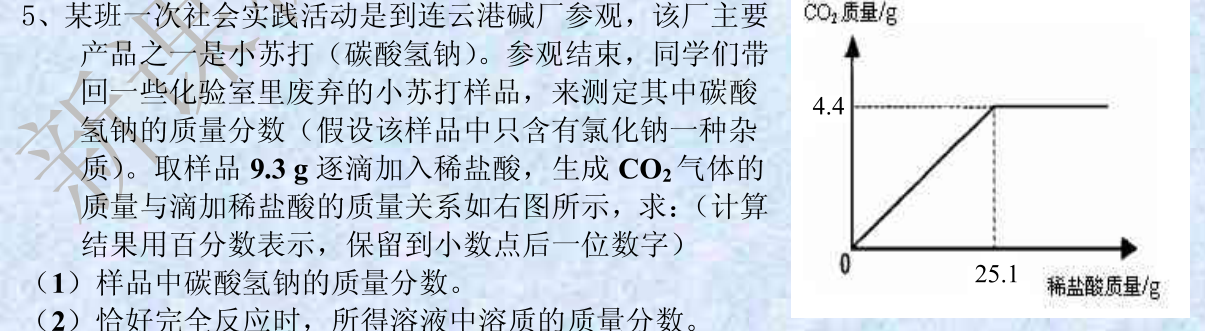 5、某班一次社会实践活动是到连云港碱厂参观，该厂主要
产品之一是小苏打（碳酸氢钠）。参观结束，同学们带
回一些化验室里废弃的小苏打样品，来测定其中碳酸
氢钠的质量分数（假设该样品中只含有氯化钠一种杂
质）。取样品 9.3 g 逐滴加入稀盐酸，生成 CO₂ 气体的
质量与滴加稀盐酸的质量关系如右图所示，求：（计算
结果用百分数表示，保留到小数点后一位数字）
（1）样品中碳酸氢钠的质量分数。
（2）恰好完全反应时，所得溶液中溶质的质量分数。
CO₂质量/g
4.4
0
25.1
稀盐酸质量/g
新课